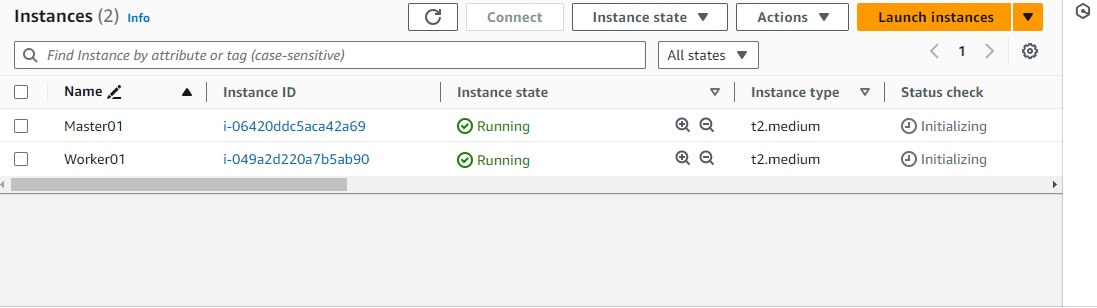 Instances (2) Info Connect Instance state Actions Launch instances
Find Instance by attribute or tag (case-sensitive) All states 1
Name Instance ID Instance state Instance type Status check
Master01 i-06420ddc5aca42a69 Running t2.medium Initializing
Worker01 i-049a2d220a7b5ab90 Running t2.medium Initializing